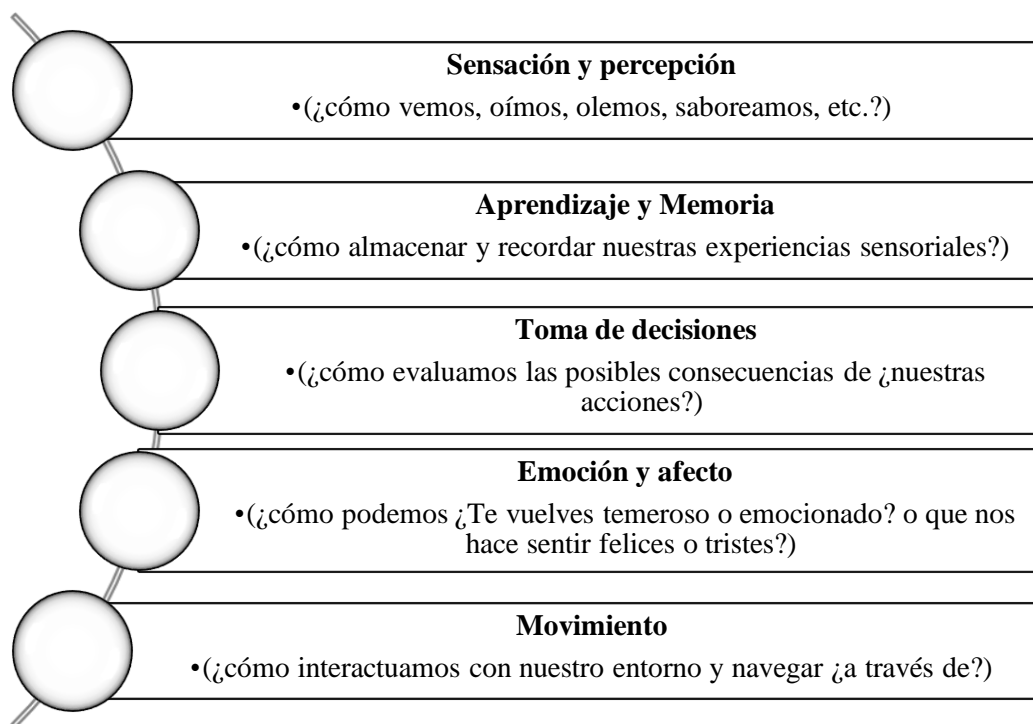 Sensación y percepción
•(¿cómo vemos, oímos, olemos, saboreamos, etc.?)
Aprendizaje y Memoria
•(¿cómo almacenar y recordar nuestras experiencias sensoriales?)
Toma de decisiones
•(¿cómo evaluamos las posibles consecuencias de ¿nuestras
acciones?)
Emoción y afecto
•(¿cómo podemos ¿Te vuelves temeroso o emocionado? o que nos
hace sentir felices o tristes?)
Movimiento
•(¿cómo interactuamos con nuestro entorno y navegar ¿a través de?)